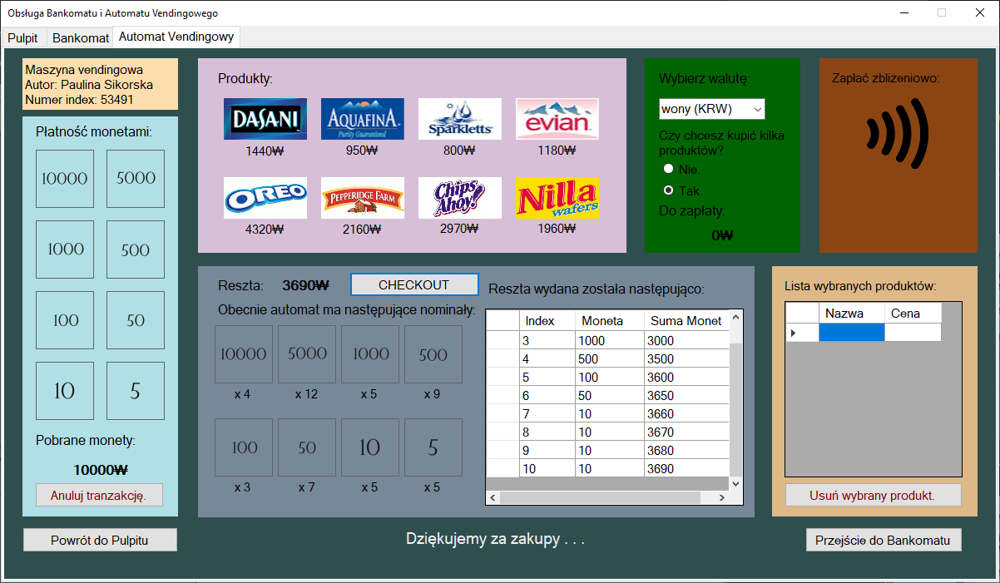 Obsługa Bankomatu i Automatu Vendingowego
Pulpit Bankomat Automat Vendingowy
Maszyna vendingowa
Autor: Paulina Sikorska
Numer index: 53491
Płatność monetami:
10000 5000
1000 500
100 50
10 5
Pobrane monety:
10000₩
Anuluj tranzakcję.
Powrót do Pulpitu
Produkty:
DASANI
AQUAFINA
Purity Guaranteed
Sparkletts
evian.
1440₩ 950₩ 800₩ 1180₩
OREO
PEPPERIDGE FARM
Chips Ahoy!
Nilla wafers
4320₩ 2160₩ 2970₩ 1960₩
Wybierz walutę:
wony (KRW)
Czy chcesz kupić kilka
produktów?
Nie.
Tak.
Do zapłaty:
0₩
Zapłać zbliżeniowo:
Reszta: 3690₩ CHECKOUT
Obecnie automat ma następujące nominały:
10000 5000 1000 500
x 4 x 12 x 5 x 9
100 50 10 5
x 3 x 7 x 5 x 5
Reszta wydana została następująco:
Index Moneta Suma Monet
3 1000 3000
4 500 3500
5 100 3600
6 50 3650
7 10 3660
8 10 3670
9 10 3680
10 10 3690
Lista wybranych produktów:
Nazwa Cena
Usuń wybrany produkt.
Dziękujemy za zakupy . . .
Przejście do Bankomatu